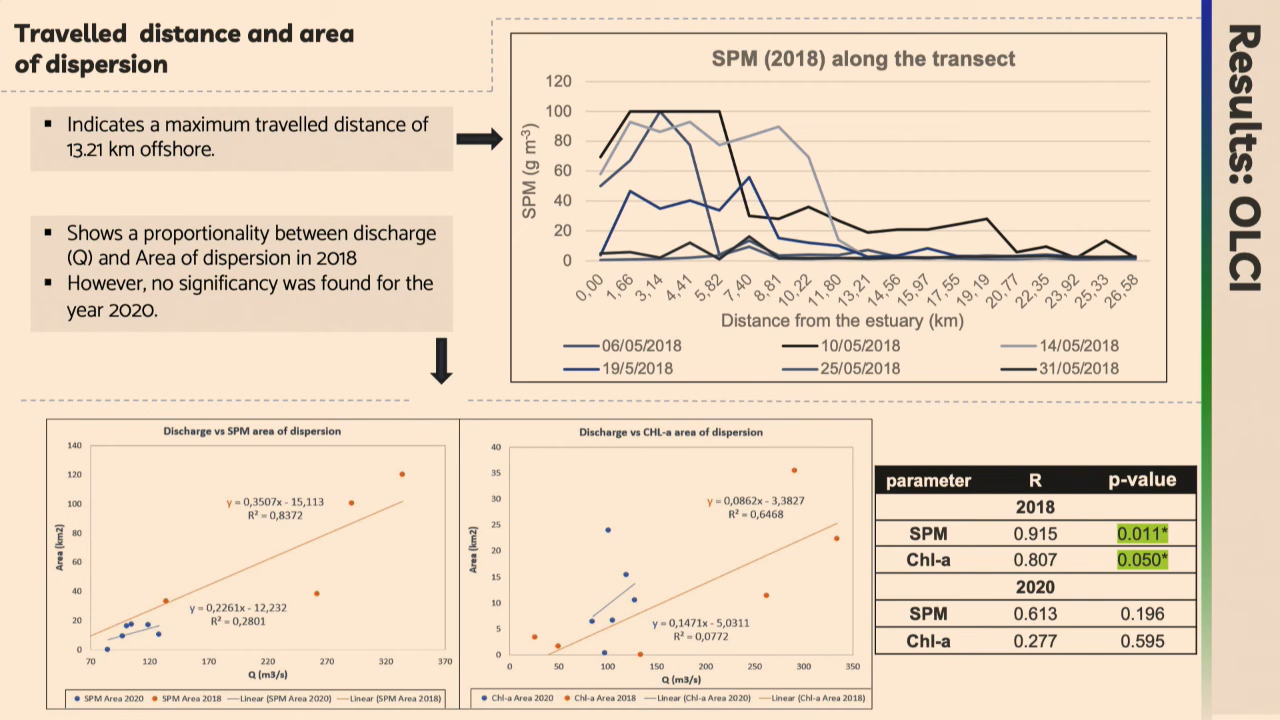 Travelled distance and area
of dispersion
▪ Indicates a maximum travelled distance of
13.21 km offshore.
▪ Shows a proportionality between discharge
(Q) and Area of dispersion in 2018
▪ However, no significancy was found for the
year 2020.
SPM (2018) along the transect
SPM (g m⁻³)
120
100
80
60
40
20
0
0,00 1,66 3,14 4,41 5,82 7,40 8,81 10,22 11,80 13,21 14,56 15,97 17,55 19,19 20,77 22,35 23,92 25,33 26,58
Distance from the estuary (km)
06/05/2018 10/05/2018 14/05/2018
19/5/2018 25/05/2018 31/05/2018
Results: OLCI
Discharge vs SPM area of dispersion
Area (km2)
140
120
100
80
60
40
20
0
y = 0,3507x - 15,113
R² = 0,8372
y = 0,2261x - 12,232
R² = 0,2801
70 120 170 220 270 320 370
Q (m3/s)
SPM Area 2020 SPM Area 2018 Linear (SPM Area 2020) Linear (SPM Area 2018)
Discharge vs CHL-a area of dispersion
Area (km2)
40
35
30
25
20
15
10
5
0
y = 0,0862x - 3,3827
R² = 0,6468
y = 0,1471x - 5,0311
R² = 0,0772
0 50 100 150 200 250 300 350
Q (m3/s)
Chl-a Area 2020 Chl-a Area 2018 Linear (Chl-a Area 2020) Linear (Chl-a Area 2018)
parameter R p-value
2018
SPM 0.915 0.011*
Chl-a 0.807 0.050*
2020
SPM 0.613 0.196
Chl-a 0.277 0.595